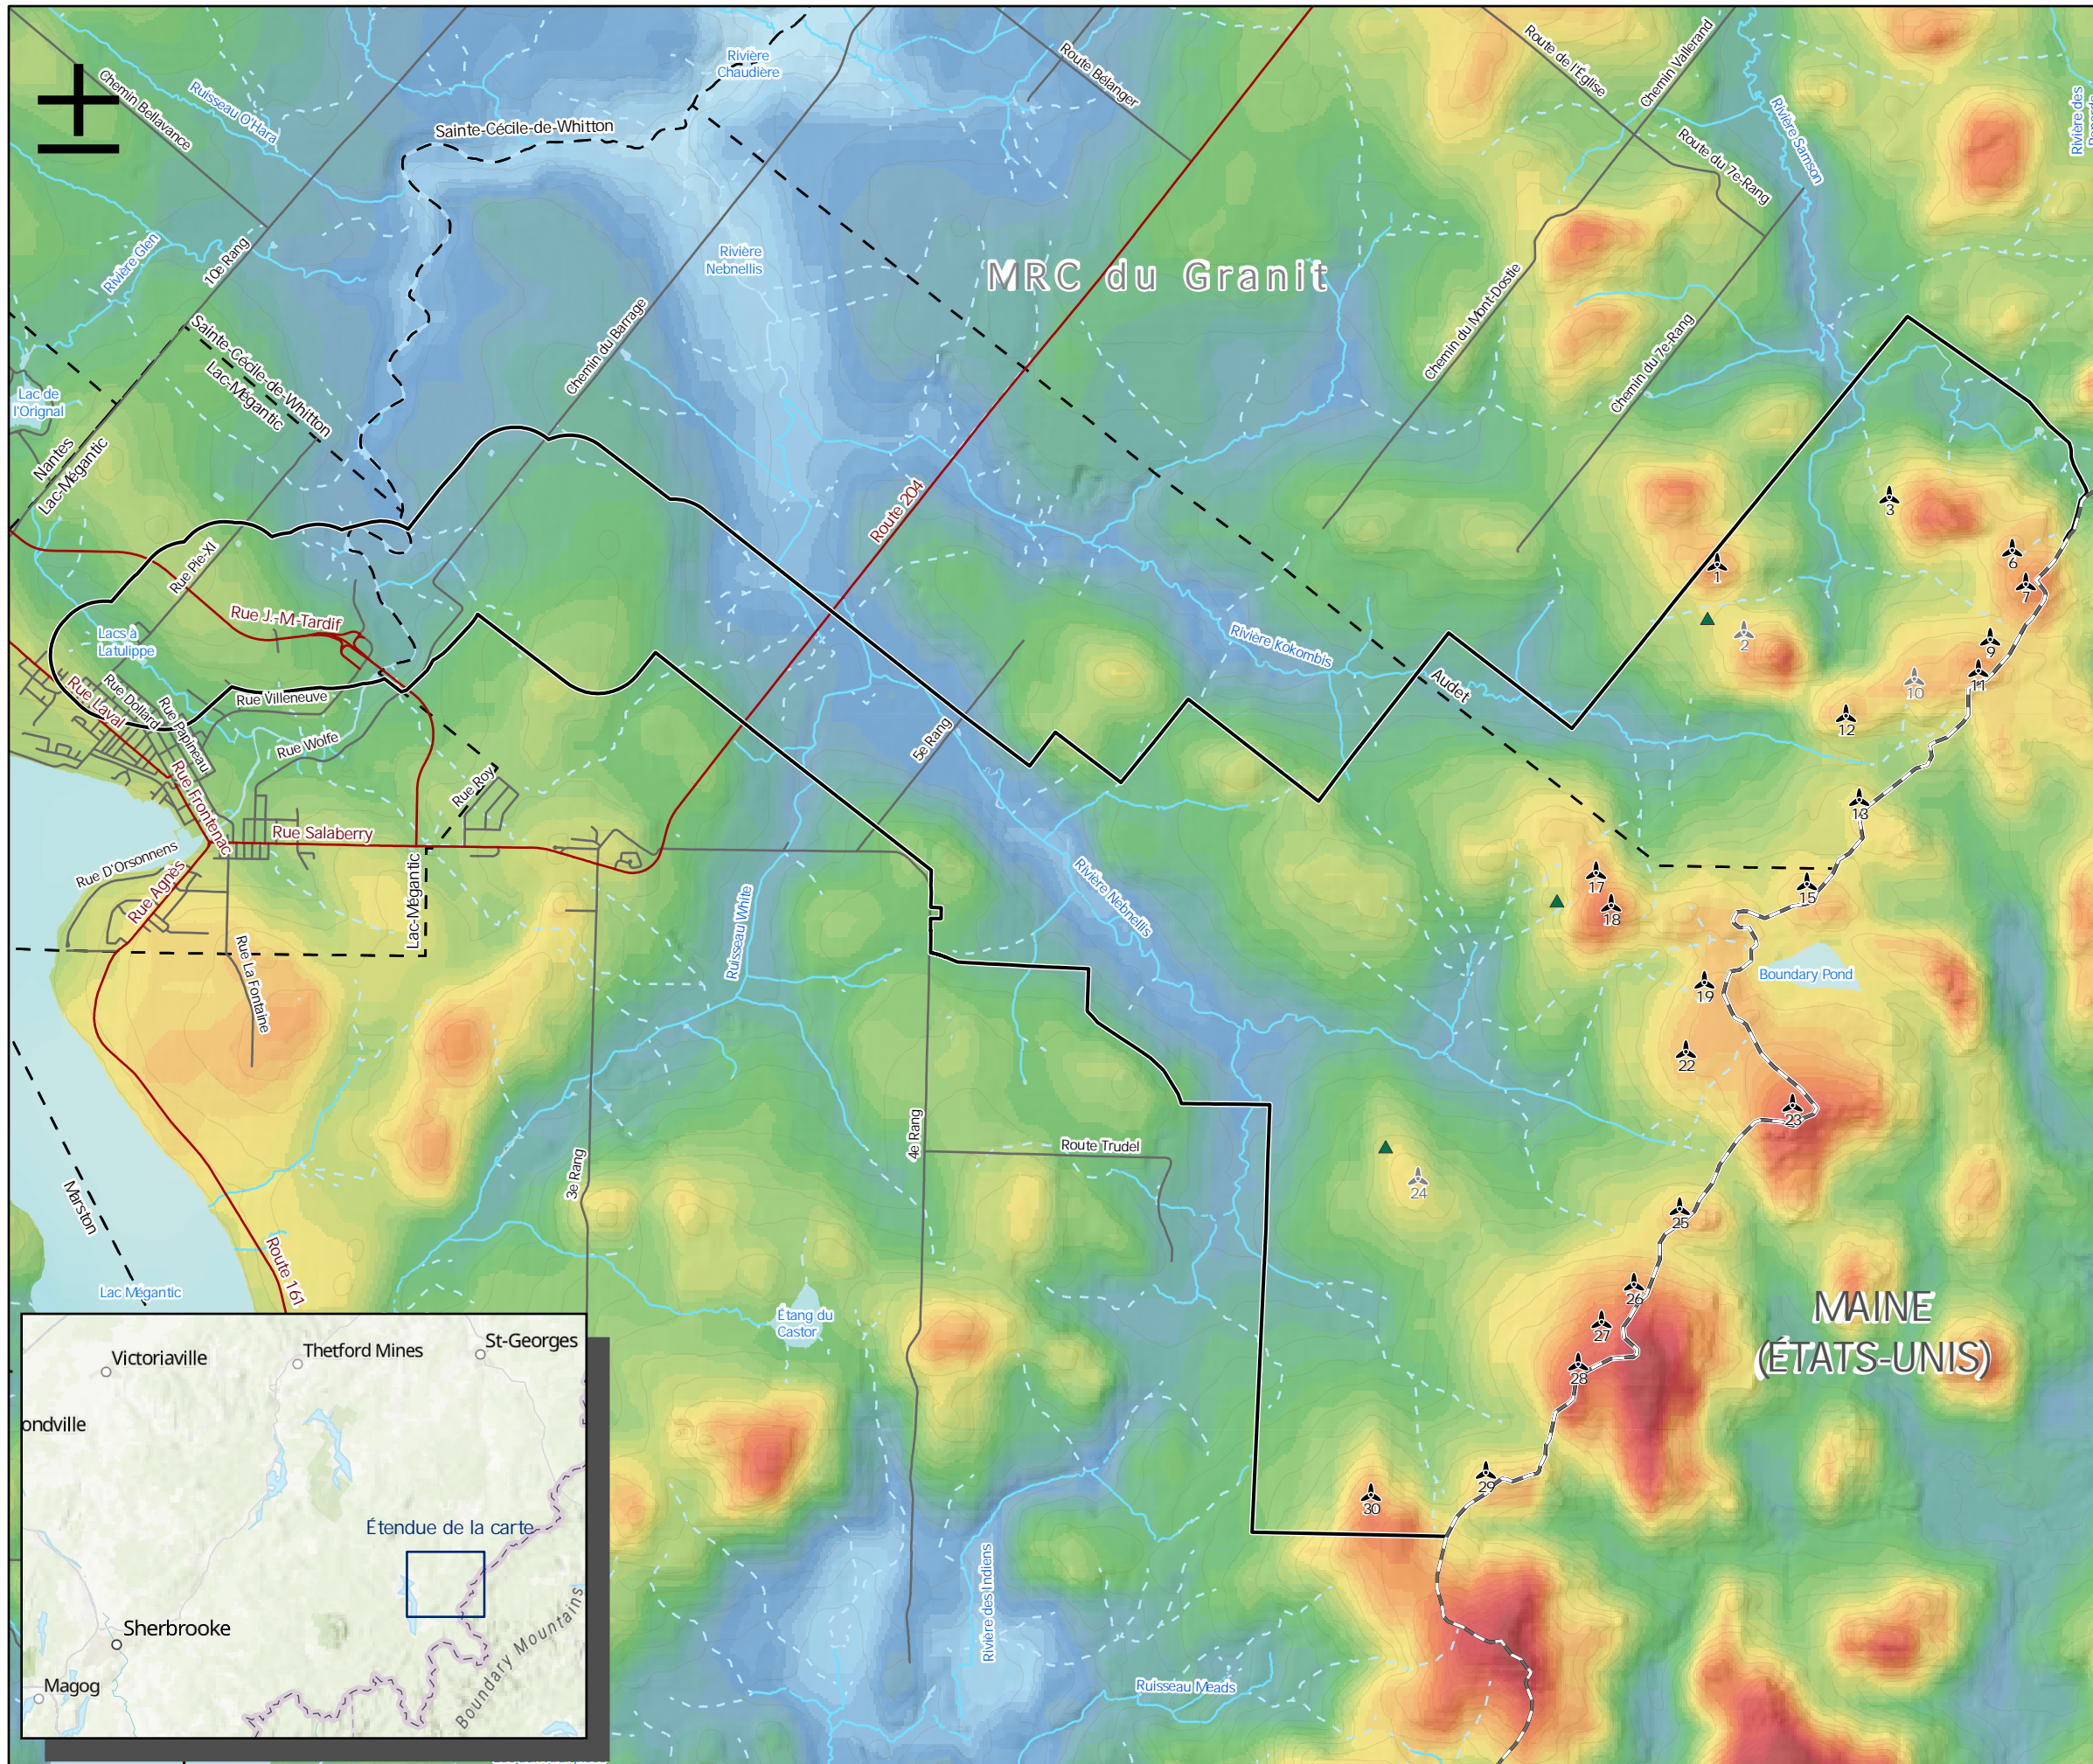 Chemin Bellavance
Ruisseau O'Hara
Rivière
Chaudière
Sainte-Cécile-de-Whitton
Route Bélanger
Route de l'Église
Chemin Vallerand
Route du 7e-Rang
Rivière Samson
Rivière des
Rivière Glen
10e Rang
Rivière
Nebnellis
MRC du Granit
Chemin du Barrage
Chemin du Mont-Dostie
Chemin du 7e-Rang
Sainte-Cécile-de-Whitton
Lac-Mégantic
Lac de
l'Orignal
Nantes
Lac-Mégantic
Route 204
3
6
7
1
2
9
10
11
12
Rue Pie-XI
Rue J.-M-Tardif
Lacs à
Latulippe
Rivière Kokombis
Audet
Rue Laval
Rue Dollard
Rue Papineau
Rue Villeneuve
Rue Wolfe
5e Rang
Rue Roy
Rue Frontenac
Rue Salaberry
13
Rue D'Orsonnens
Rue Agnès
Lac-Mégantic
Ruisseau White
Rivière Nebnellis
17
18
15
Rue La Fontaine
Boundary Pond
19
22
23
4e Rang
Route Trudel
3e Rang
24
25
Marston
Route 161
Lac Mégantic
Étang du
Castor
26
27
28
MAINE
(ÉTATS-UNIS)
29
30
Rivière des Indiens
Ruisseau Meads
Victoriaville
Thetford Mines
St-Georges
ondville
Étendue de la carte
Sherbrooke
Magog
Boundary Mountains